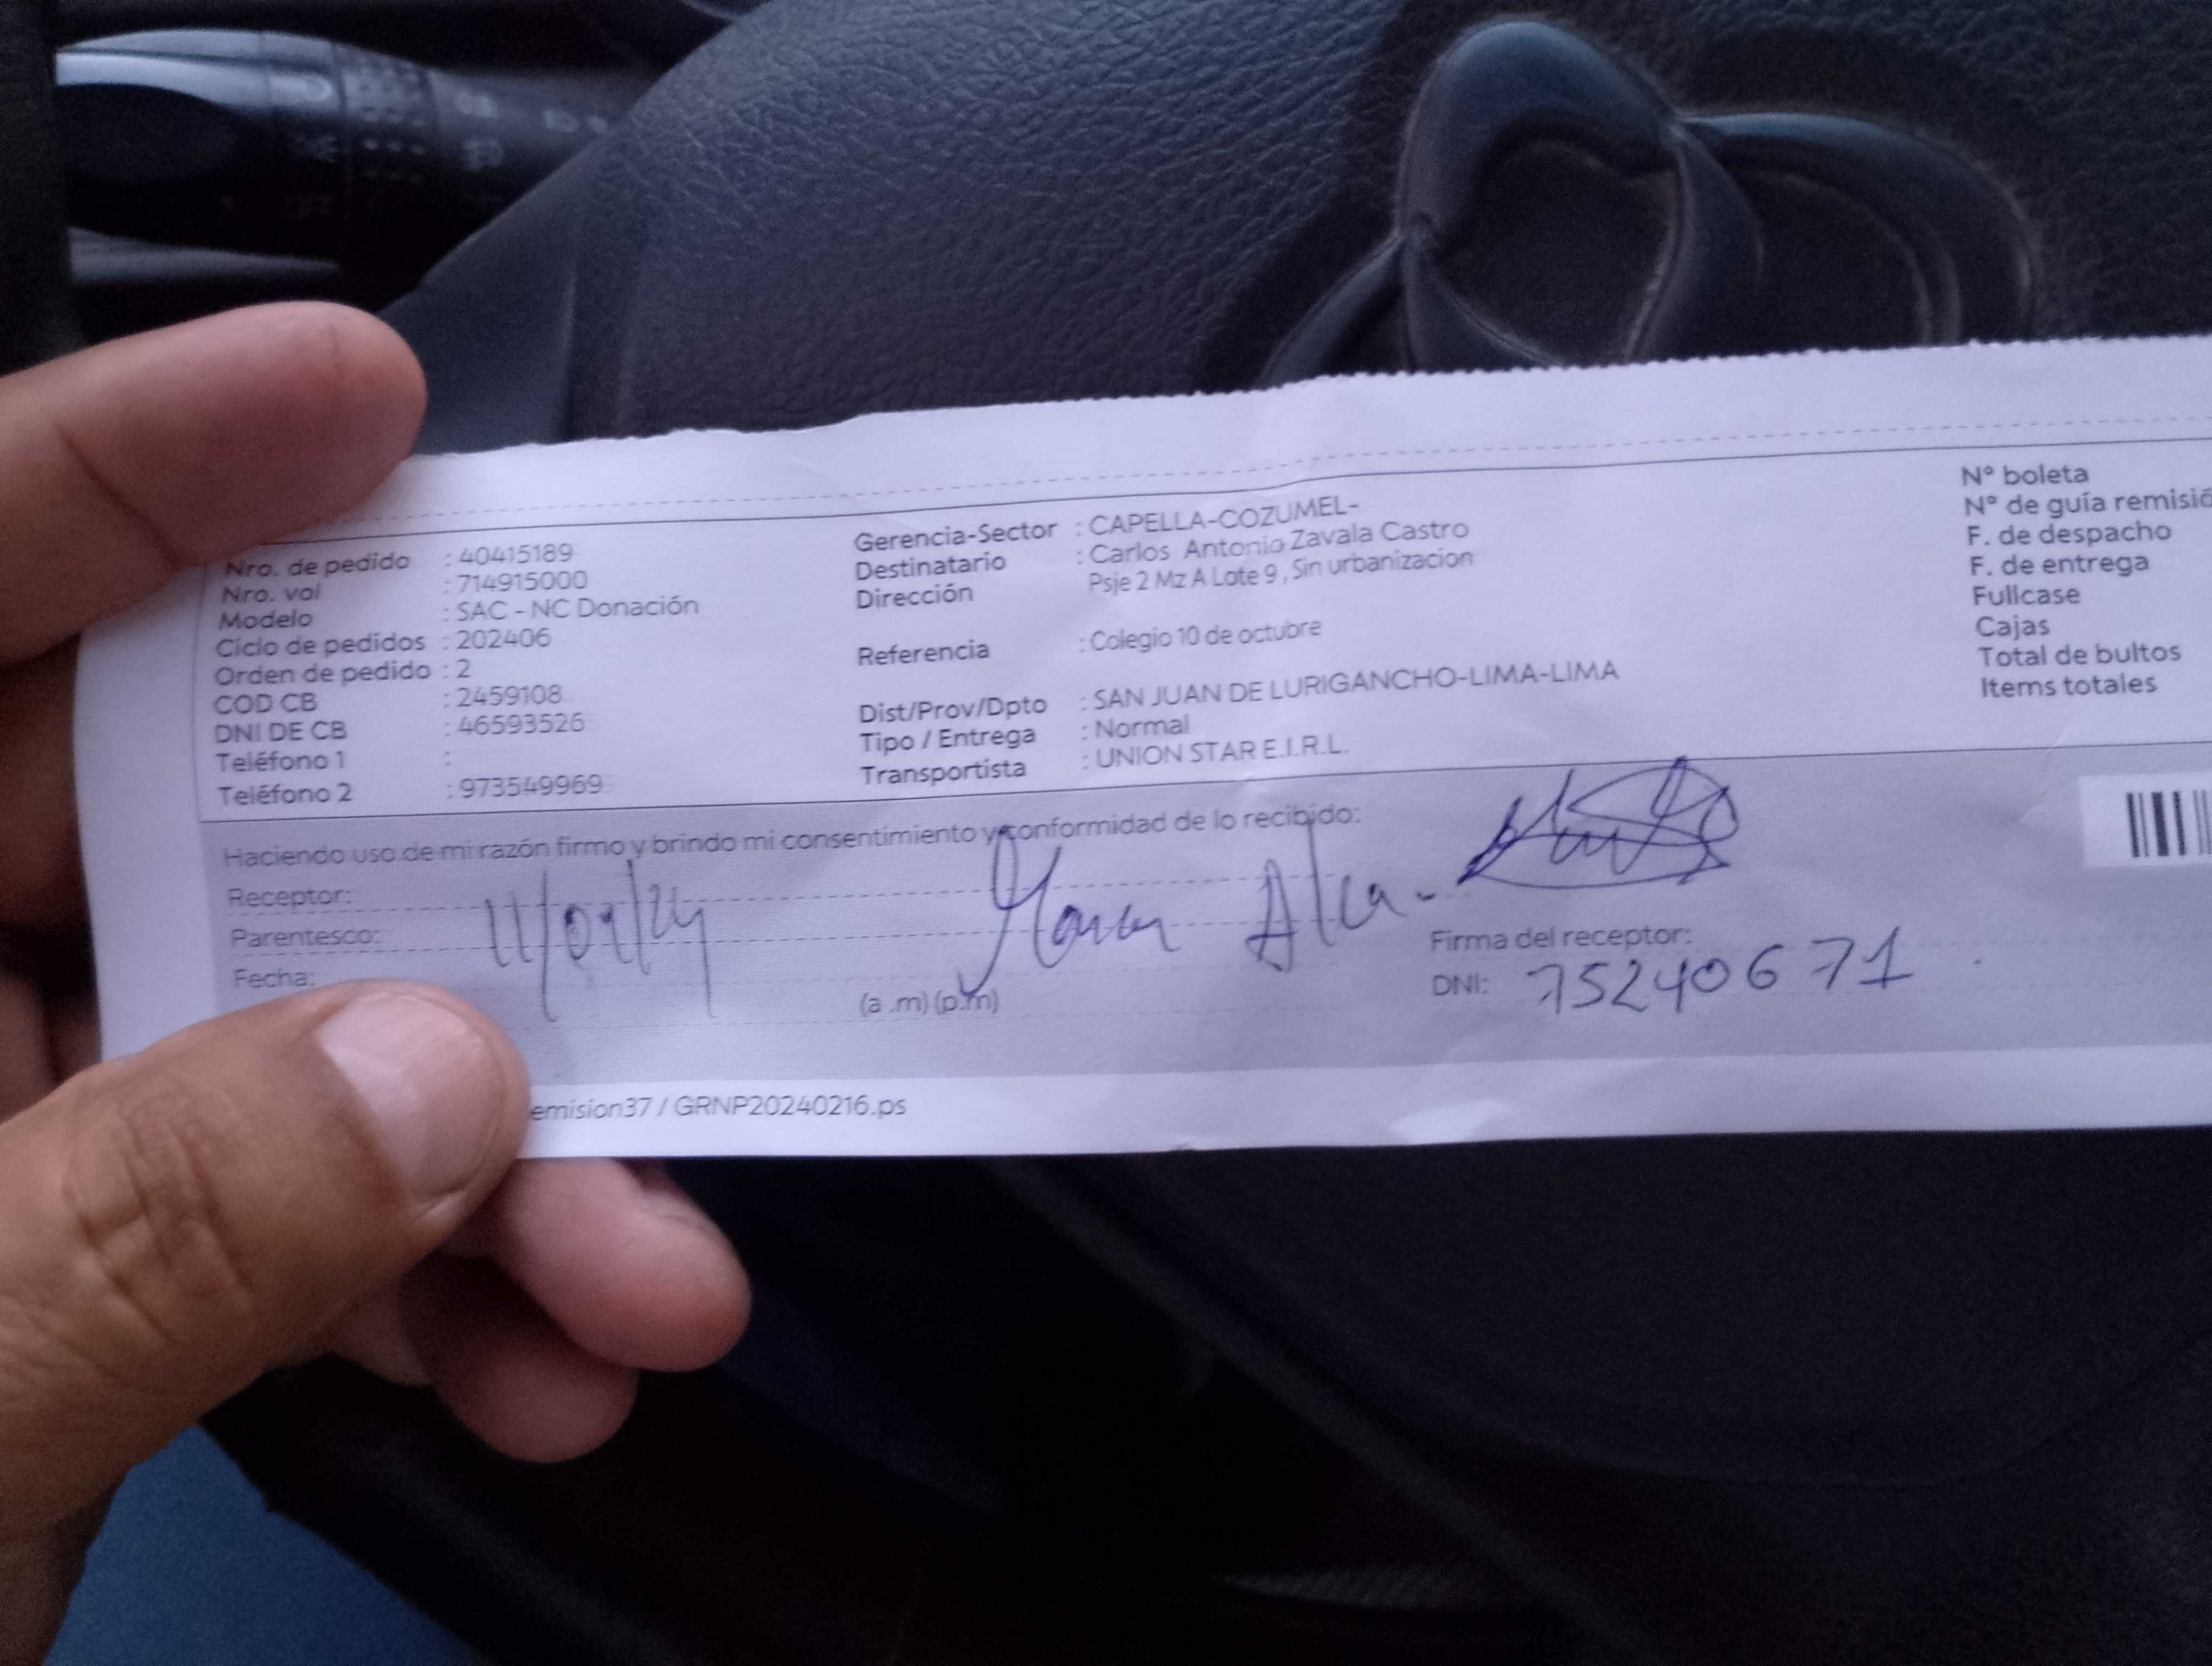 Nro. de pedido : 40415189
Nro. val : 714915000
Modelo : SAC - NC Donación
Ciclo de pedidos : 202406
Orden de pedido : 2
COD CB : 2459108
DNI DE CB : 46593526
Teléfono 1 :
Teléfono 2 : 973549969
Gerencia-Sector : CAPELLA-COZUMEL-
Destinatario : Carlos Antonio Zavala Castro
Dirección Psje 2 Mz A Lote 9 , Sin urbanizacion
Referencia : Colegio 10 de octubre
Dist/Prov/Dpto : SAN JUAN DE LURIGANCHO-LIMA-LIMA
Tipo / Entrega : Normal
Transportista : UNION STAR E.I.R.L.
N° boleta
N° de guía remisió
F. de despacho
F. de entrega
Fullcase
Cajas
Total de bultos
Items totales
Haciendo uso de mi razón firmo y brindo mi consentimiento y conformidad de lo recibido:
Receptor:
Parentesco:
Fecha:
(a .m) (p.m)
Firma del receptor:
DNI: 75240671
emision37 / GRNP20240216.ps